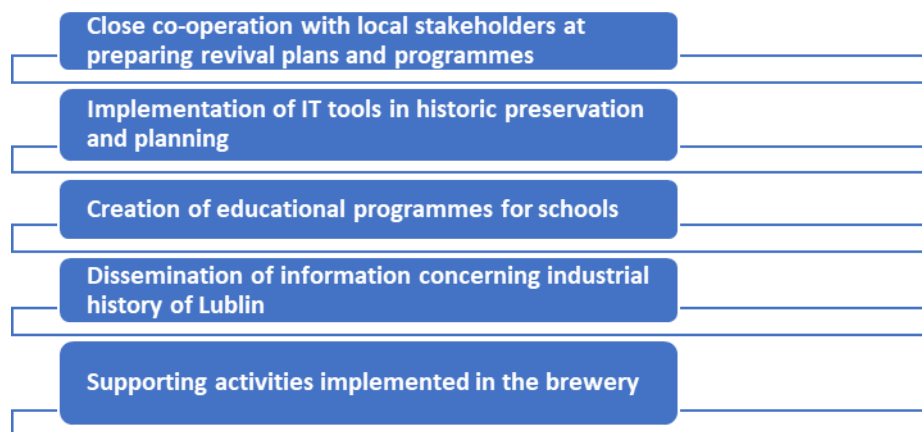 Close co-operation with local stakeholders at
preparing revival plans and programmes
Implementation of IT tools in historic preservation
and planning
Creation of educational programmes for schools
Dissemination of information concerning industrial
history of Lublin
Supporting activities implemented in the brewery